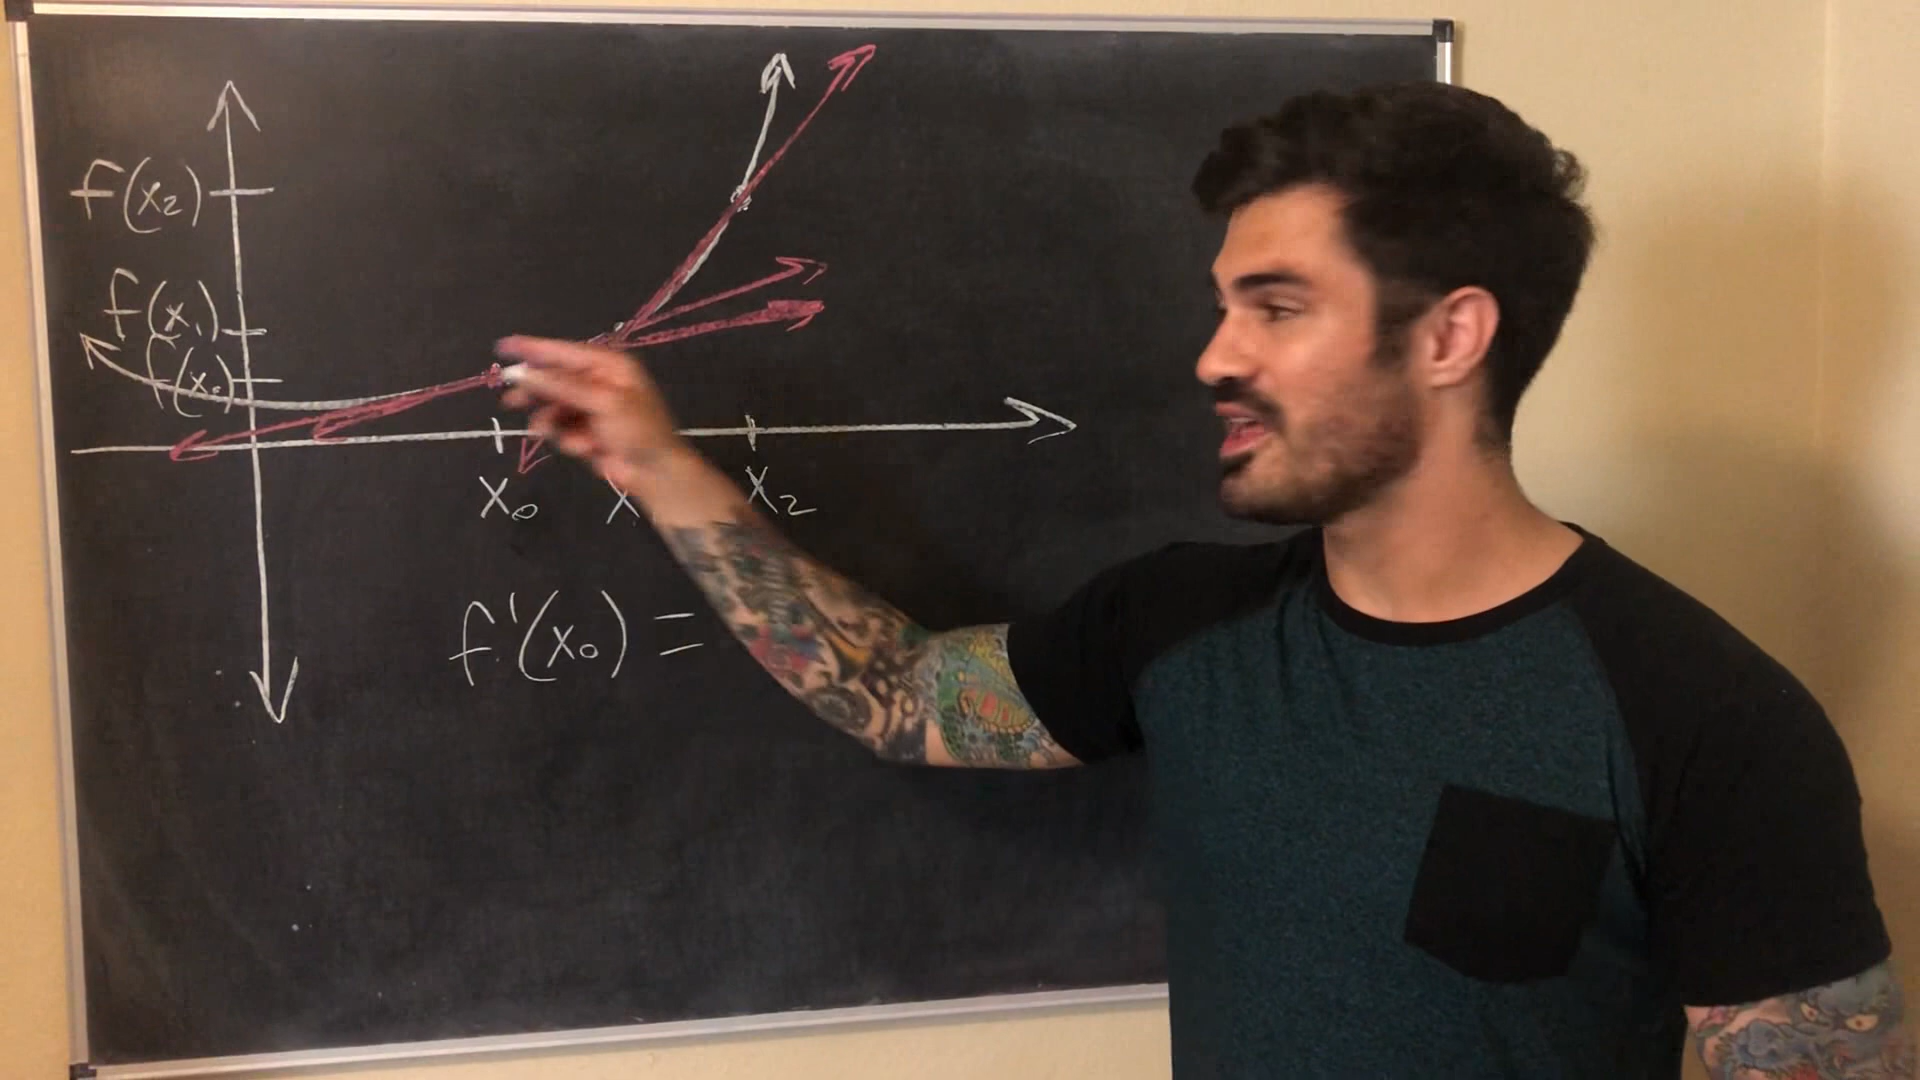 f(x₂)
f(x₁)
f(x₀)
x₀ x x₂
f'(x₀) =